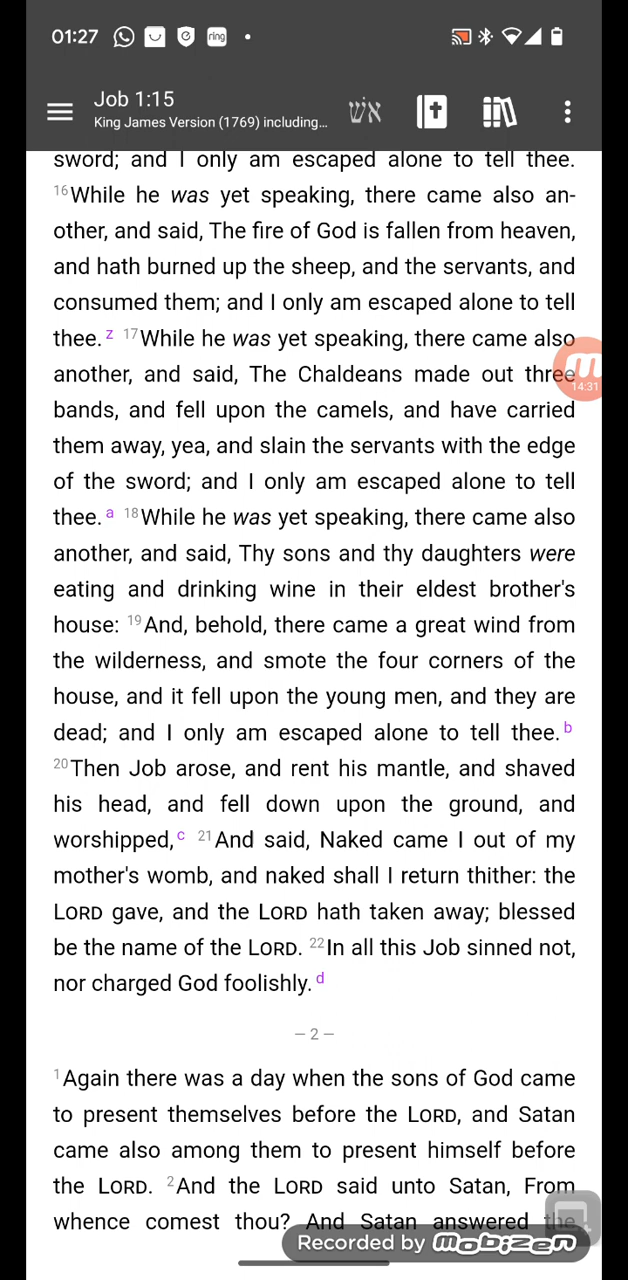 01:27 ring
Job 1:15
King James Version (1769) including...
אֹשׁ
sword; and I only am escaped alone to tell thee.
16While he was yet speaking, there came also an-
other, and said, The fire of God is fallen from heaven,
and hath burned up the sheep, and the servants, and
consumed them; and I only am escaped alone to tell
thee. z 17While he was yet speaking, there came also
another, and said, The Chaldeans made out three
bands, and fell upon the camels, and have carried
14:31
them away, yea, and slain the servants with the edge
of the sword; and I only am escaped alone to tell
thee. a 18While he was yet speaking, there came also
another, and said, Thy sons and thy daughters were
eating and drinking wine in their eldest brother's
house: 19And, behold, there came a great wind from
the wilderness, and smote the four corners of the
house, and it fell upon the young men, and they are
dead; and I only am escaped alone to tell thee. b
20Then Job arose, and rent his mantle, and shaved
his head, and fell down upon the ground, and
worshipped, c 21And said, Naked came I out of my
mother's womb, and naked shall I return thither: the
LORD gave, and the LORD hath taken away; blessed
be the name of the LORD. 22In all this Job sinned not,
nor charged God foolishly. d
– 2 –
1Again there was a day when the sons of God came
to present themselves before the LORD, and Satan
came also among them to present himself before
the LORD. 2And the LORD said unto Satan, From
whence comest thou? And Satan answered the
Recorded by mobizen